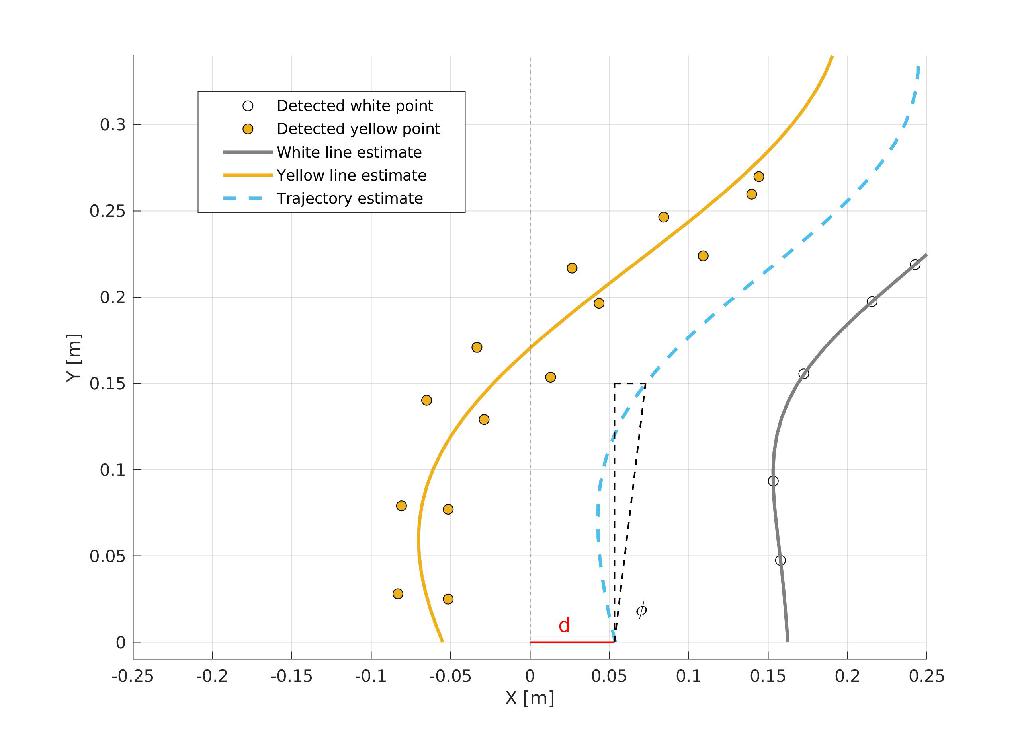 Detected white point
Detected yellow point
White line estimate
Yellow line estimate
Trajectory estimate
0.3
0.25
0.2
0.15
0.1
0.05
0
Y [m]
d
ϕ
-0.25 -0.2 -0.15 -0.1 -0.05 0 0.05 0.1 0.15 0.2 0.25
X [m]